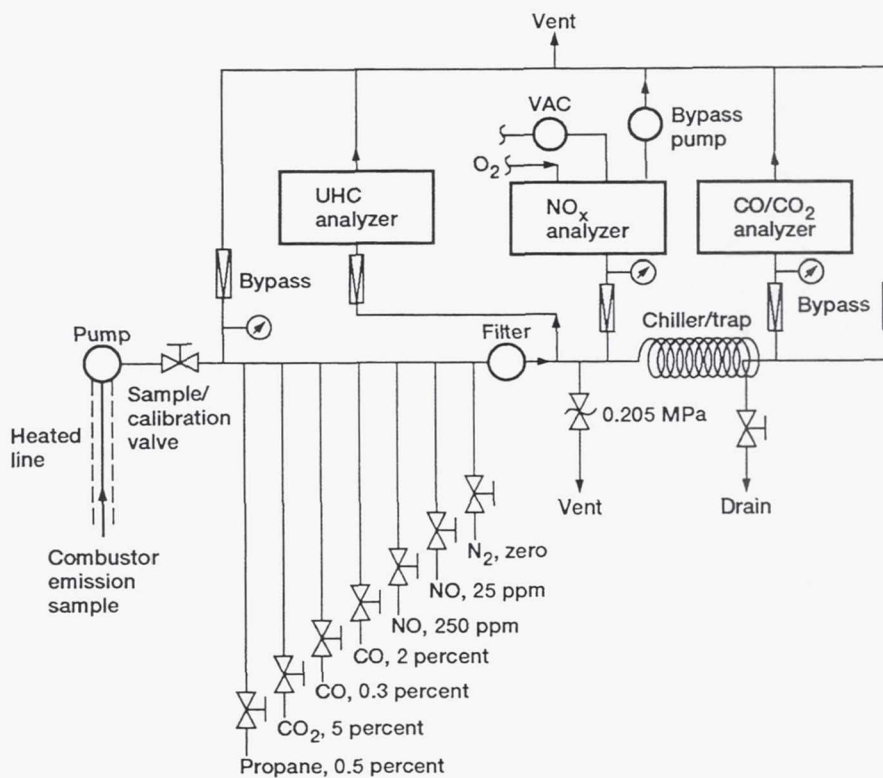 Vent
VAC
Bypass
pump
O2
UHC
analyzer
NOx
analyzer
CO/CO2
analyzer
Bypass
Bypass
Pump
Filter
Chiller/trap
Sample/
calibration
valve
0.205 MPa
Heated
line
Vent
Drain
Combustor
emission
sample
N2, zero
NO, 25 ppm
NO, 250 ppm
CO, 2 percent
CO, 0.3 percent
CO2, 5 percent
Propane, 0.5 percent